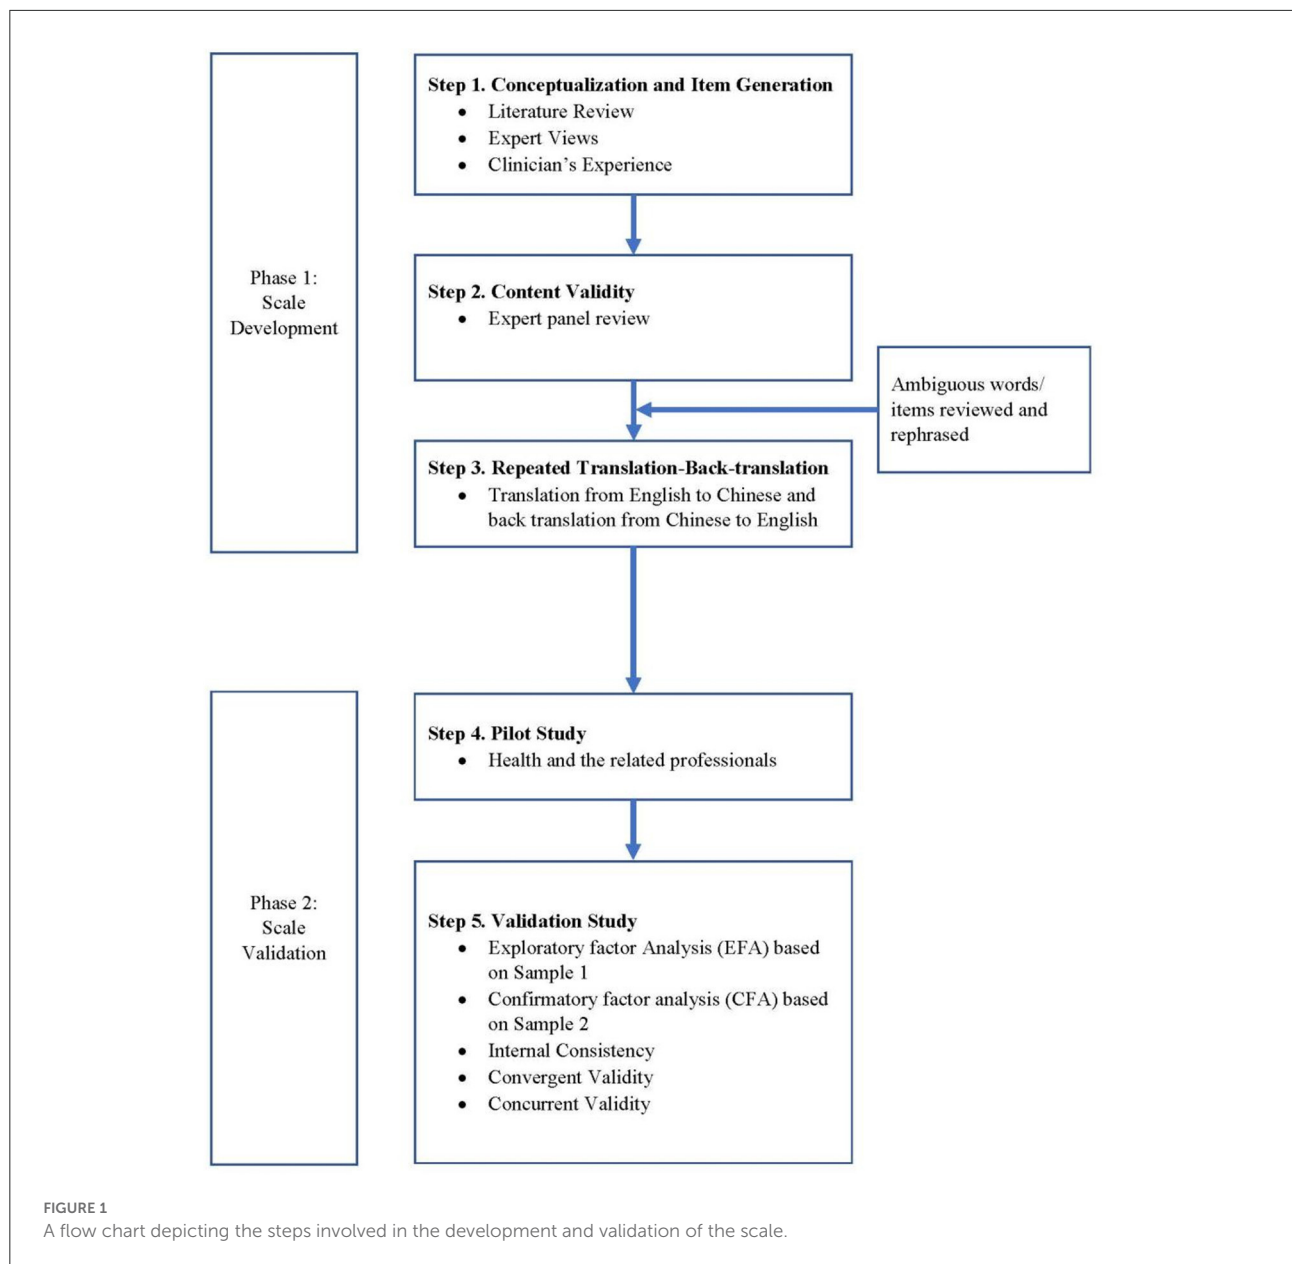 Phase 1:
Scale
Development
Step 1. Conceptualization and Item Generation
• Literature Review
• Expert Views
• Clinician’s Experience
Step 2. Content Validity
• Expert panel review
Ambiguous words/
items reviewed and
rephrased
Step 3. Repeated Translation-Back-translation
• Translation from English to Chinese and
back translation from Chinese to English
Phase 2:
Scale
Validation
Step 4. Pilot Study
• Health and the related professionals
Step 5. Validation Study
• Exploratory factor Analysis (EFA) based
on Sample 1
• Confirmatory factor analysis (CFA) based
on Sample 2
• Internal Consistency
• Convergent Validity
• Concurrent Validity
FIGURE 1
A flow chart depicting the steps involved in the development and validation of the scale.